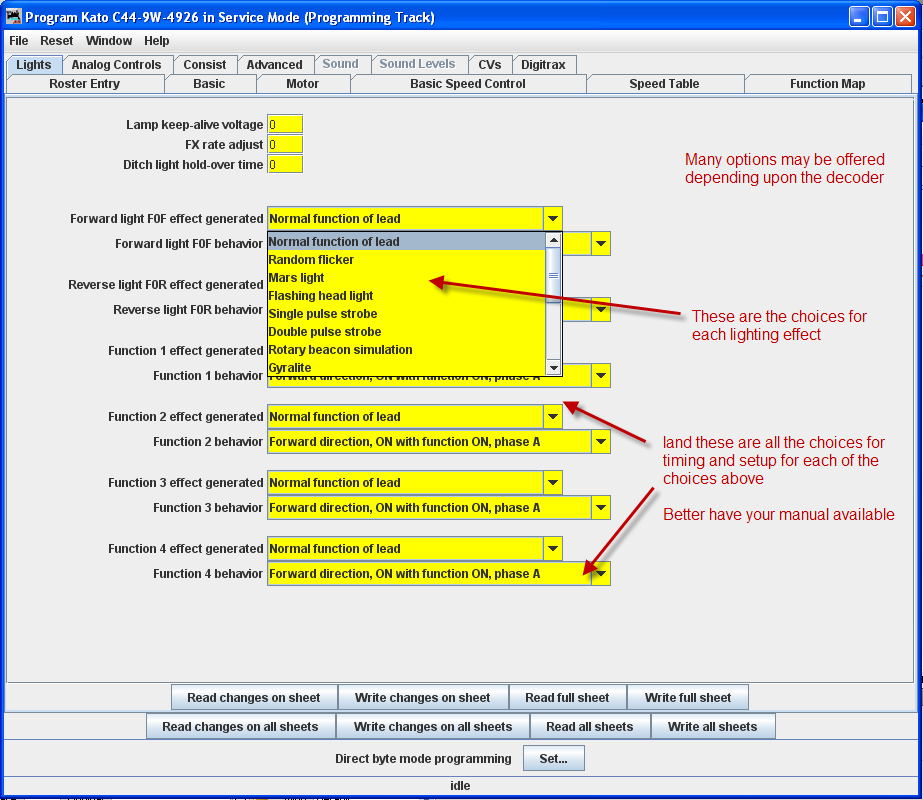 Program Kato C44-9W-4926 in Service Mode (Programming Track)
File Reset Window Help
Lights Analog Controls Consist Advanced Sound Sound Levels CVs Digitrax
Roster Entry Basic Motor Basic Speed Control Speed Table Function Map
Lamp keep-alive voltage 0
FX rate adjust 0
Ditch light hold-over time 0
Many options may be offered
depending upon the decoder
Forward light F0F effect generated Normal function of lead
Forward light F0F behavior
Normal function of lead
Random flicker
Mars light
Flashing head light
Single pulse strobe
Double pulse strobe
Rotary beacon simulation
Gyralite
Reverse light F0R effect generated
Reverse light F0R behavior
These are the choices for
each lighting effect
Function 1 effect generated
Function 1 behavior Forward direction, ON with function ON, phase A
Function 2 effect generated Normal function of lead
Function 2 behavior Forward direction, ON with function ON, phase A
land these are all the choices for
timing and setup for each of the
choices above
Better have your manual available
Function 3 effect generated Normal function of lead
Function 3 behavior Forward direction, ON with function ON, phase A
Function 4 effect generated Normal function of lead
Function 4 behavior Forward direction, ON with function ON, phase A
Read changes on sheet Write changes on sheet Read full sheet Write full sheet
Read changes on all sheets Write changes on all sheets Read all sheets Write all sheets
Direct byte mode programming Set...
idle